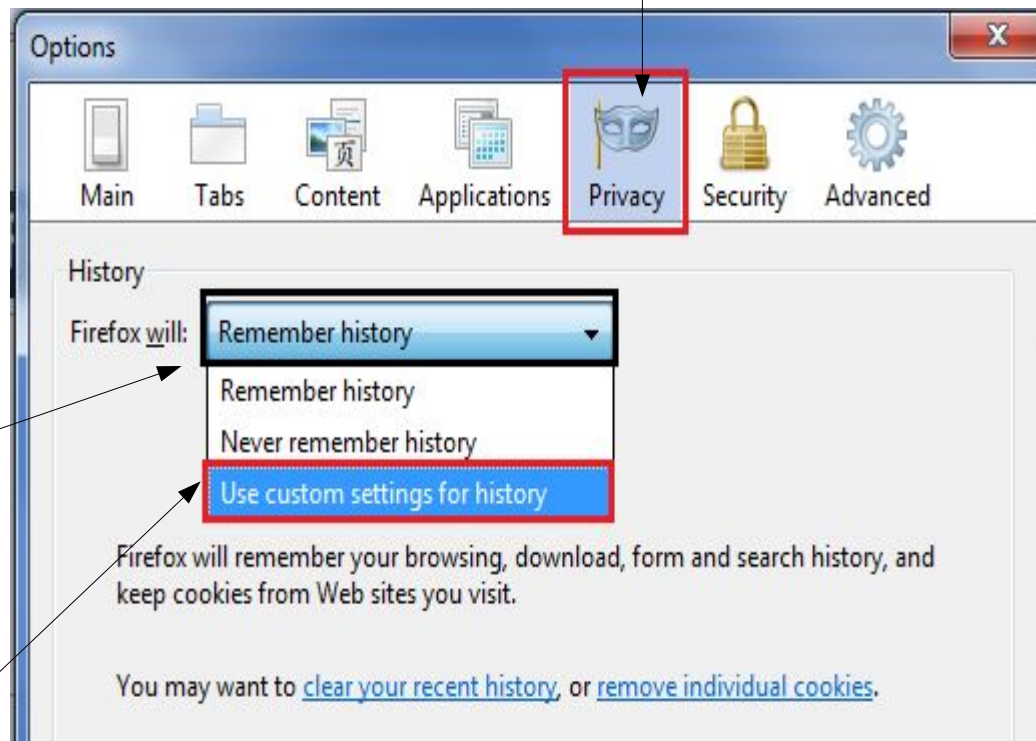 Options
X
页
Main Tabs Content Applications Privacy Security Advanced
History
Firefox will: Remember history
Remember history
Never remember history
Use custom settings for history
Firefox will remember your browsing, download, form and search history, and
keep cookies from Web sites you visit.
You may want to clear your recent history, or remove individual cookies.